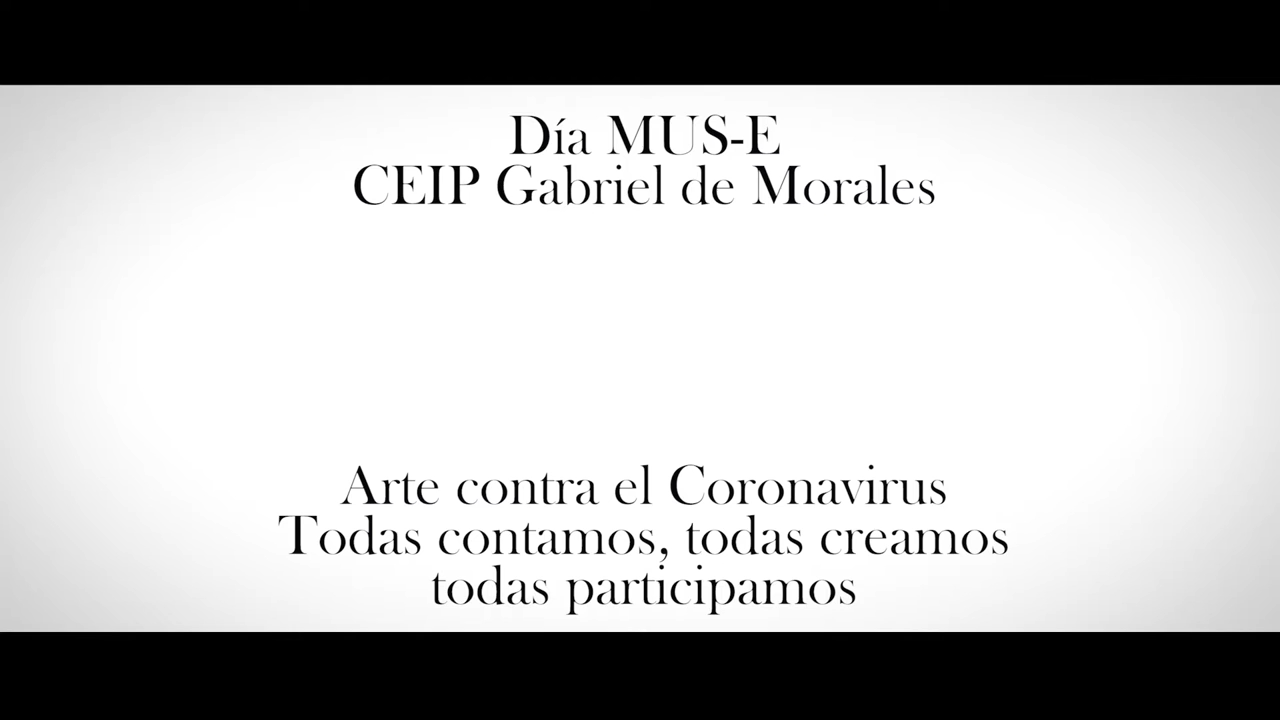 Día MUS-E
CEIP Gabriel de Morales
Arte contra el Coronavirus
Todas contamos, todas creamos
todas participamos